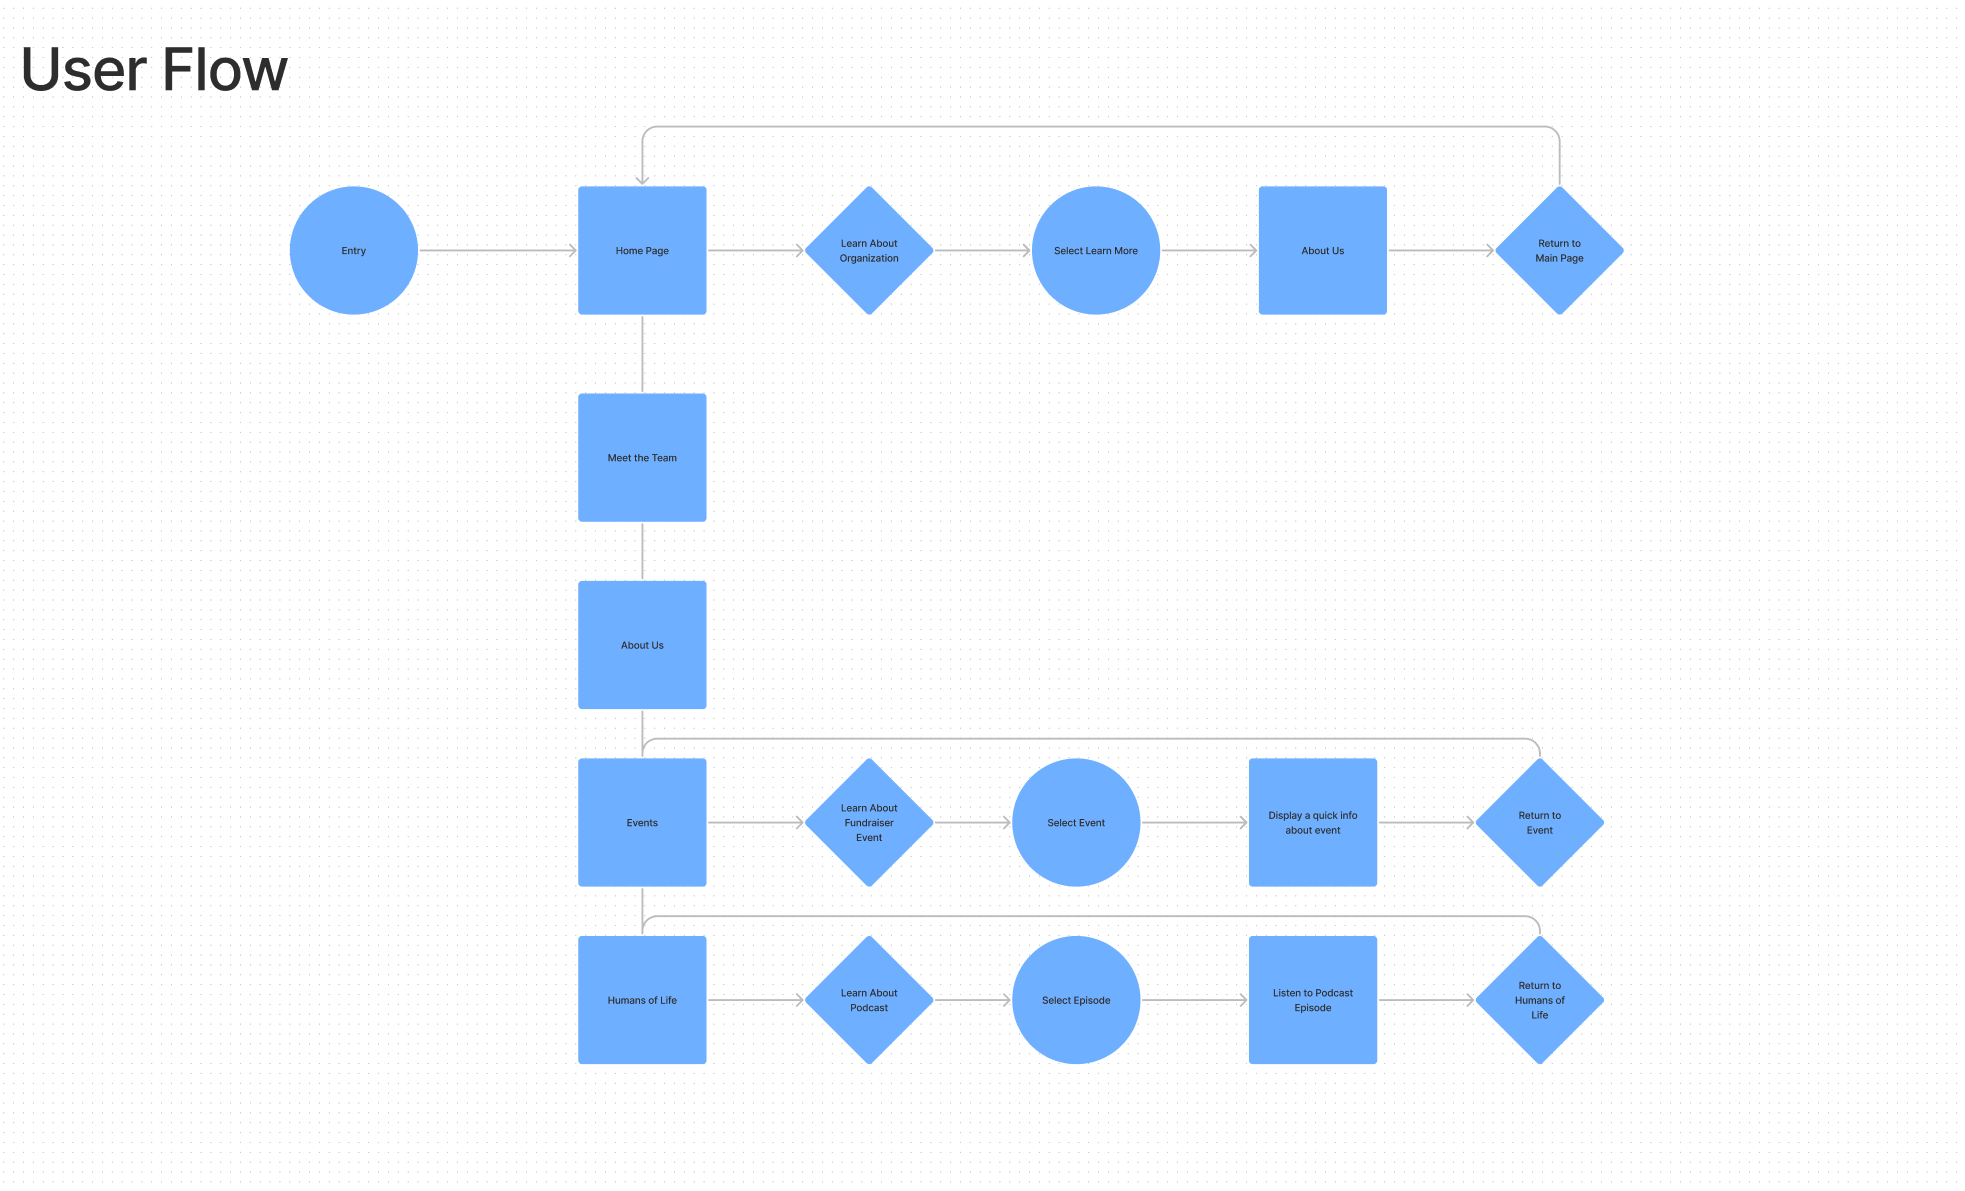 User Flow
Entry
Home Page
Learn About
Organization
Select Learn More
About Us
Return to
Main Page
Meet the Team
About Us
Events
Learn About
Fundraiser
Event
Select Event
Display a quick info
about event
Return to
Event
Humans of Life
Learn About
Podcast
Select Episode
Listen to Podcast
Episode
Return to
Humans of
Life